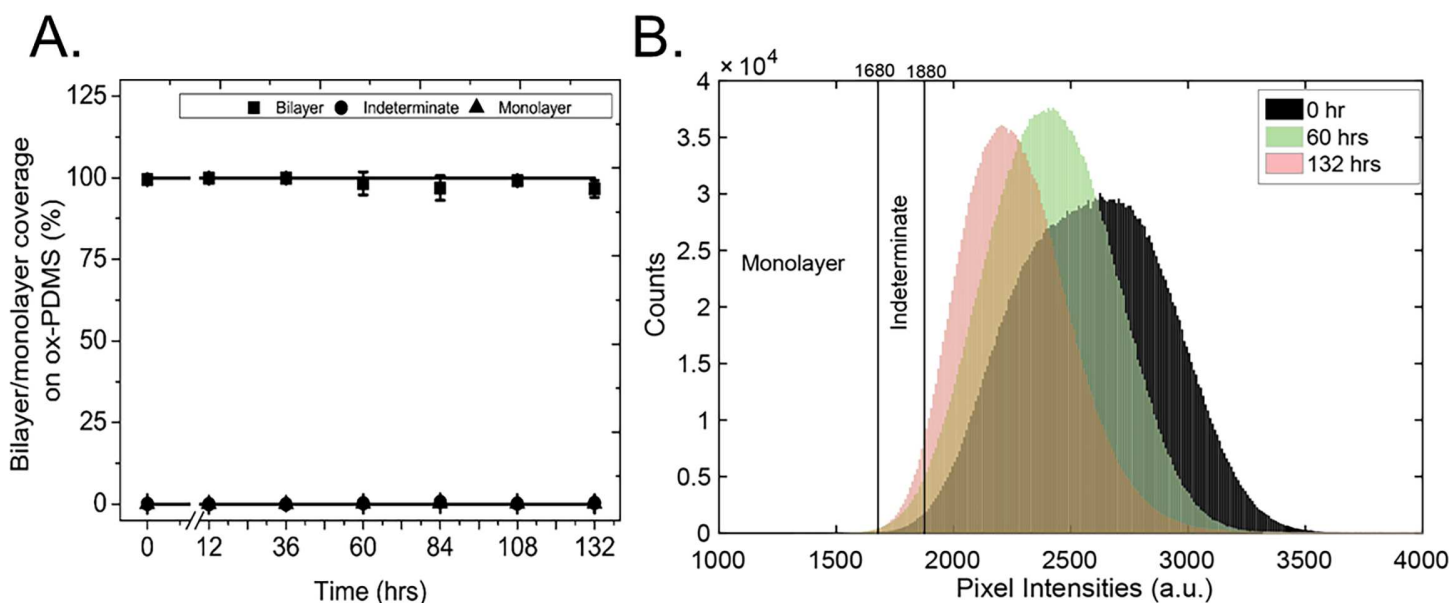 A.
Bilayer/monolayer coverage
on ox-PDMS (%)
125
100
75
50
25
0
Bilayer Indeterminate Monolayer
0 12 36 60 84 108 132
Time (hrs)
B.
× 10⁴
1680 1880
Counts
4
3.5
3
2.5
2
1.5
1
0.5
0
Monolayer
Indeterminate
0 hr
60 hrs
132 hrs
1000 1500 2000 2500 3000 3500 4000
Pixel Intensities (a.u.)